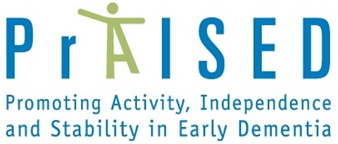 PrAISED
Promoting Activity, Independence
and Stability in Early Dementia